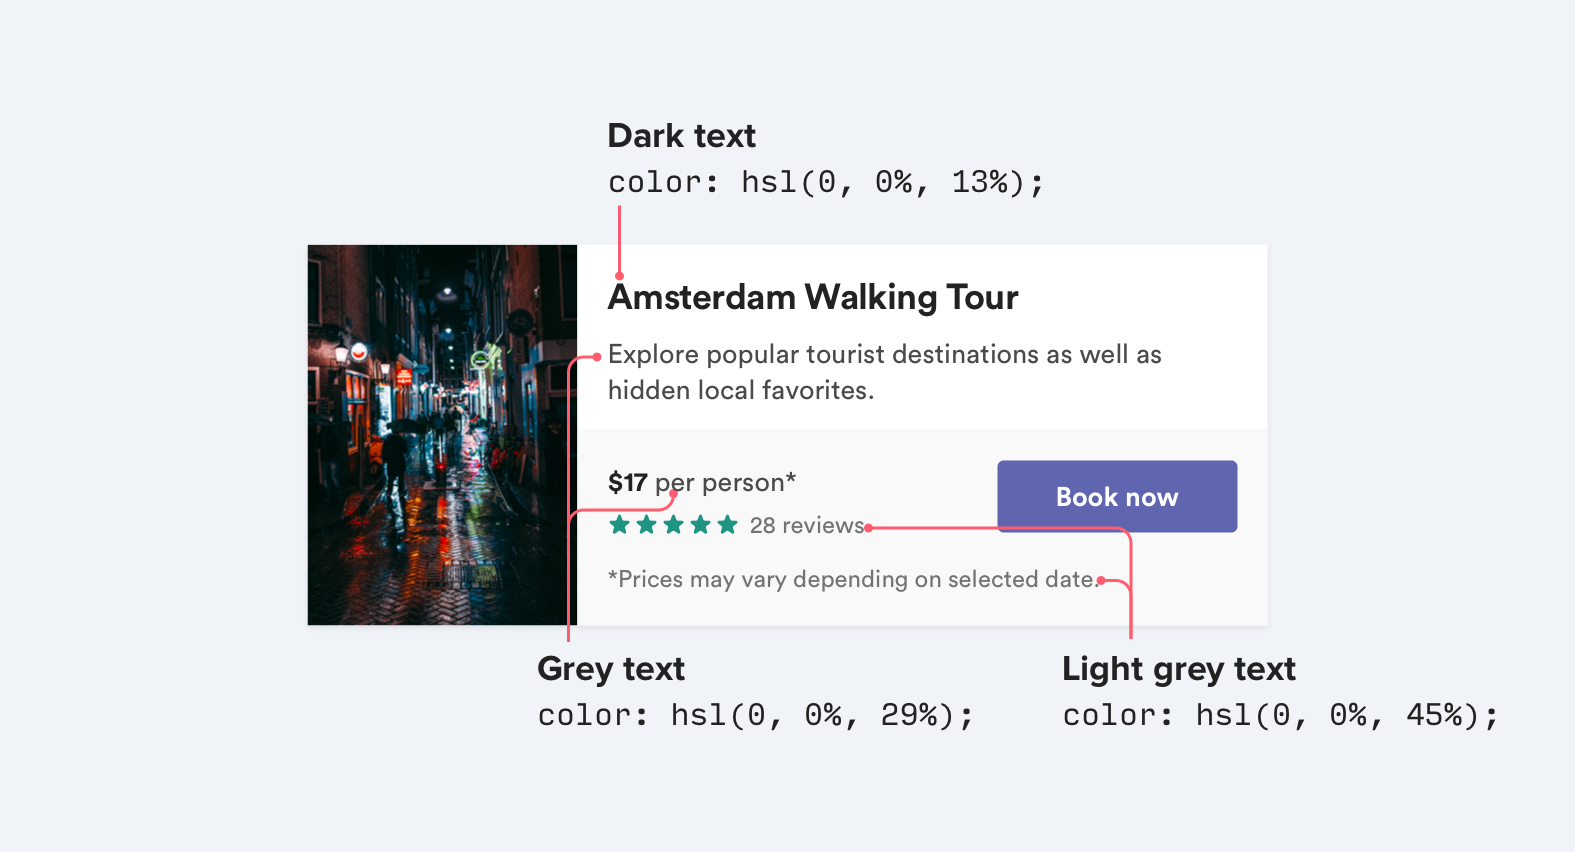 Dark text
color: hsl(0, 0%, 13%);
Amsterdam Walking Tour
Explore popular tourist destinations as well as
hidden local favorites.
$17 per person*
Book now
28 reviews
*Prices may vary depending on selected date.
Grey text
color: hsl(0, 0%, 29%);
Light grey text
color: hsl(0, 0%, 45%);